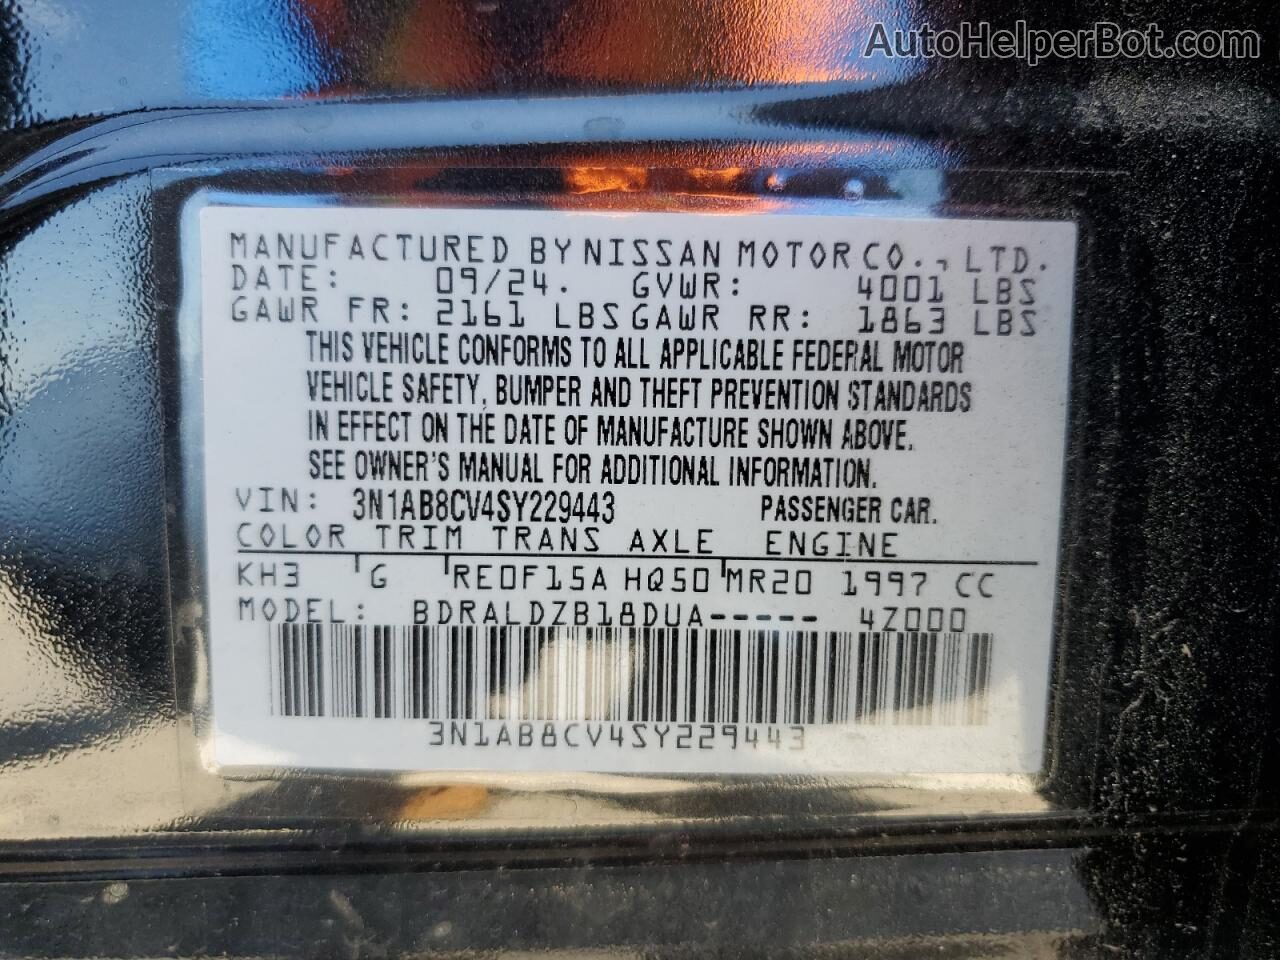 AutoHelperBot.com
MANUFACTURED BY NISSAN MOTOR CO., LTD.
DATE: 09/24. GVWR: 4001 LBS
GAWR FR: 2161 LBS GAWR RR: 1863 LBS
THIS VEHICLE CONFORMS TO ALL APPLICABLE FEDERAL MOTOR
VEHICLE SAFETY, BUMPER AND THEFT PREVENTION STANDARDS
IN EFFECT ON THE DATE OF MANUFACTURE SHOWN ABOVE.
SEE OWNER'S MANUAL FOR ADDITIONAL INFORMATION.
VIN: 3N1AB8CV4SY229443 PASSENGER CAR.
COLOR TRIM TRANS AXLE ENGINE
KH3 G RE0F15A HQ50 MR20 1997 CC
MODEL: BDRALDZB18DUA----- 4Z000
3N1AB8CV4SY229443